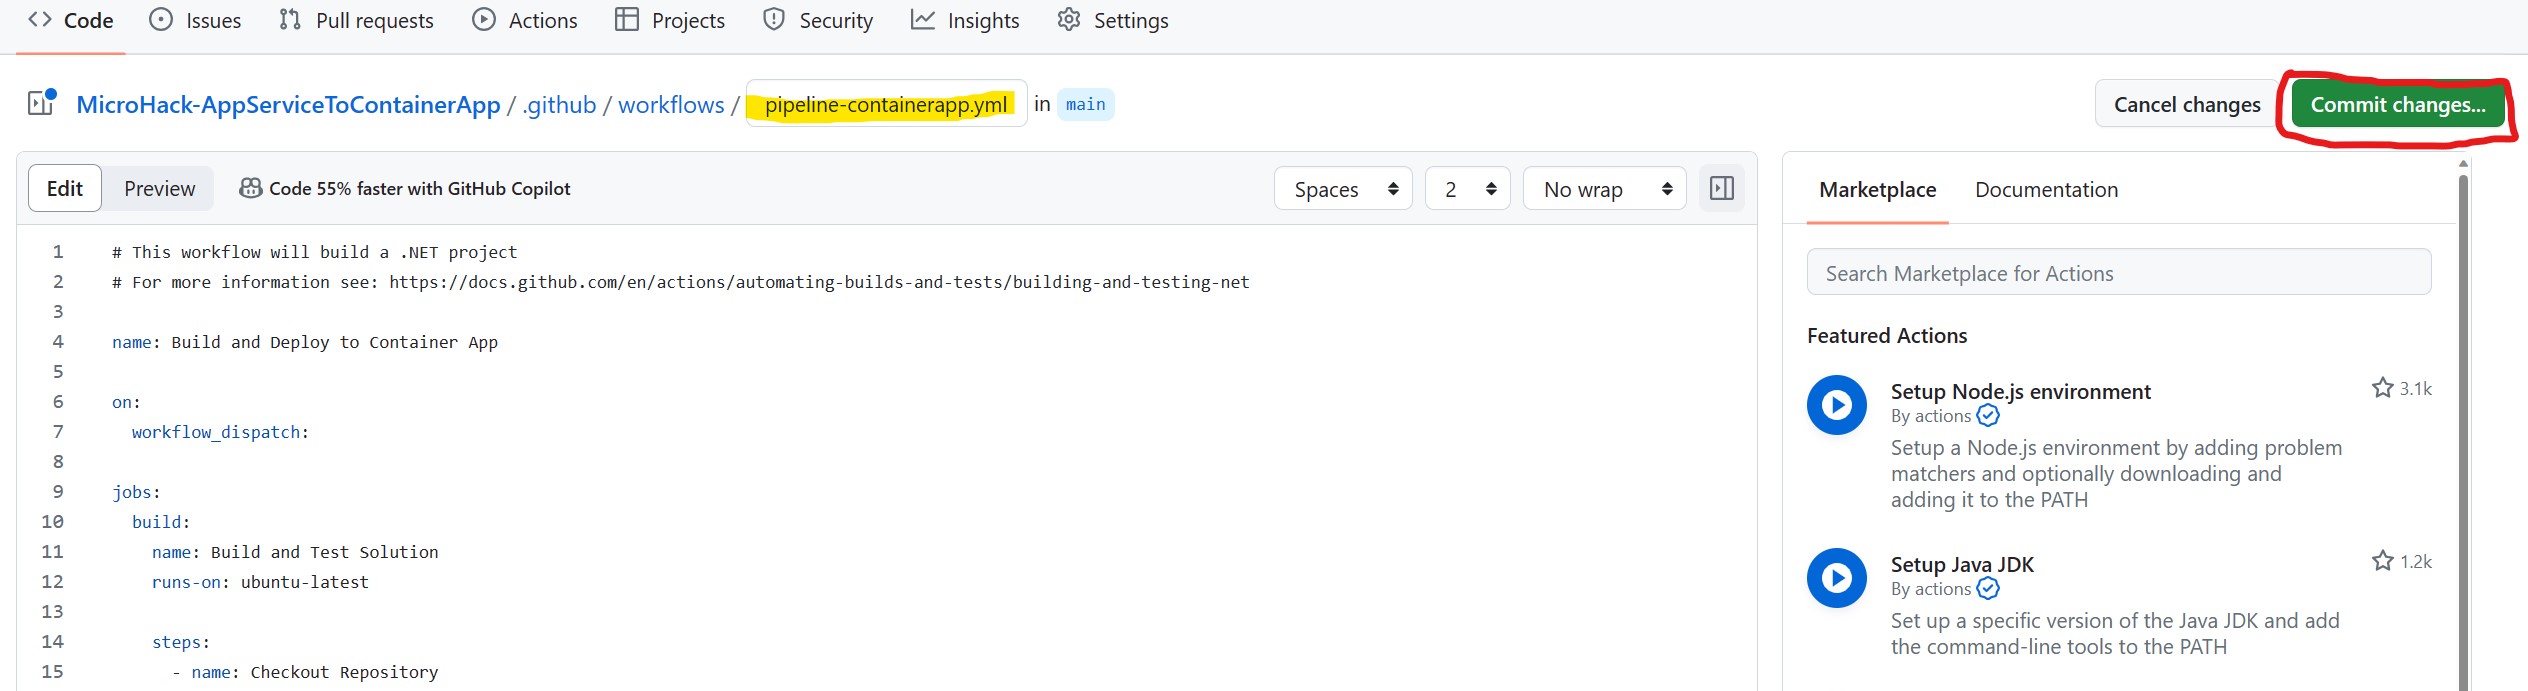 Code Issues Pull requests Actions Projects Security Insights Settings
MicroHack-AppServiceToContainerApp / .github / workflows / pipeline-containerapp.yml in main Cancel changes Commit changes...
Edit Preview Code 55% faster with GitHub Copilot Spaces 2 No wrap
1 # This workflow will build a .NET project
2 # For more information see: https://docs.github.com/en/actions/automating-builds-and-tests/building-and-testing-net
3
4 name: Build and Deploy to Container App
5
6 on:
7 workflow_dispatch:
8
9 jobs:
10 build:
11 name: Build and Test Solution
12 runs-on: ubuntu-latest
13
14 steps:
15 - name: Checkout Repository
Marketplace Documentation
Search Marketplace for Actions
Featured Actions
Setup Node.js environment 3.1k
By actions
Setup a Node.js environment by adding problem
matchers and optionally downloading and
adding it to the PATH
Setup Java JDK 1.2k
By actions
Set up a specific version of the Java JDK and add
the command-line tools to the PATH